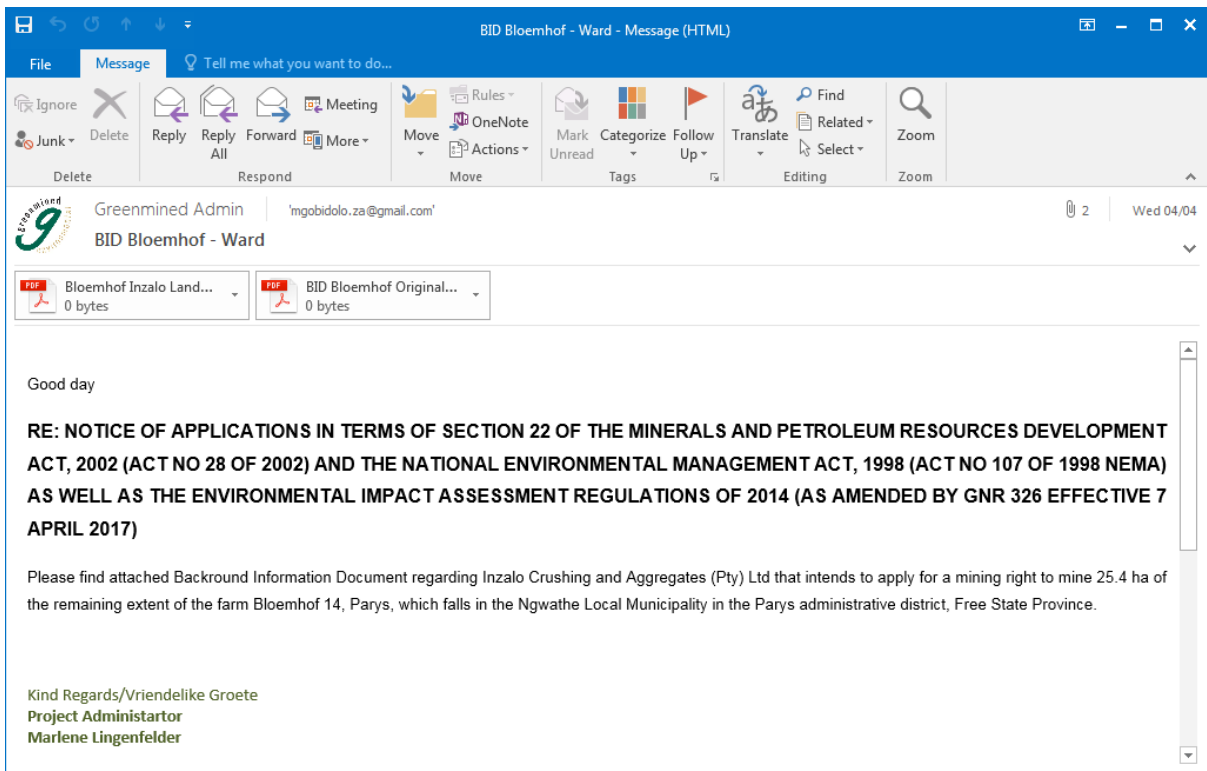 BID Bloemhof - Ward - Message (HTML)
File Message Tell me what you want to do...
Ignore
Junk
Delete
Reply
Reply All
Forward
Meeting
More
Move
Rules
OneNote
Actions
Mark Unread
Categorize
Follow Up
Translate
Find
Related
Select
Zoom
Delete Respond Move Tags Editing Zoom
greenmined
g
Greenmined Admin 'mgobidolo.za@gmail.com' 2 Wed 04/04
BID Bloemhof - Ward
PDF Bloemhof Inzalo Land... PDF BID Bloemhof Original...
0 bytes 0 bytes
Good day
RE: NOTICE OF APPLICATIONS IN TERMS OF SECTION 22 OF THE MINERALS AND PETROLEUM RESOURCES DEVELOPMENT
ACT, 2002 (ACT NO 28 OF 2002) AND THE NATIONAL ENVIRONMENTAL MANAGEMENT ACT, 1998 (ACT NO 107 OF 1998 NEMA)
AS WELL AS THE ENVIRONMENTAL IMPACT ASSESSMENT REGULATIONS OF 2014 (AS AMENDED BY GNR 326 EFFECTIVE 7
APRIL 2017)
Please find attached Backround Information Document regarding Inzalo Crushing and Aggregates (Pty) Ltd that intends to apply for a mining right to mine 25.4 ha of
the remaining extent of the farm Bloemhof 14, Parys, which falls in the Ngwathe Local Municipality in the Parys administrative district, Free State Province.
Kind Regards/Vriendelike Groete
Project Administartor
Marlene Lingenfelder